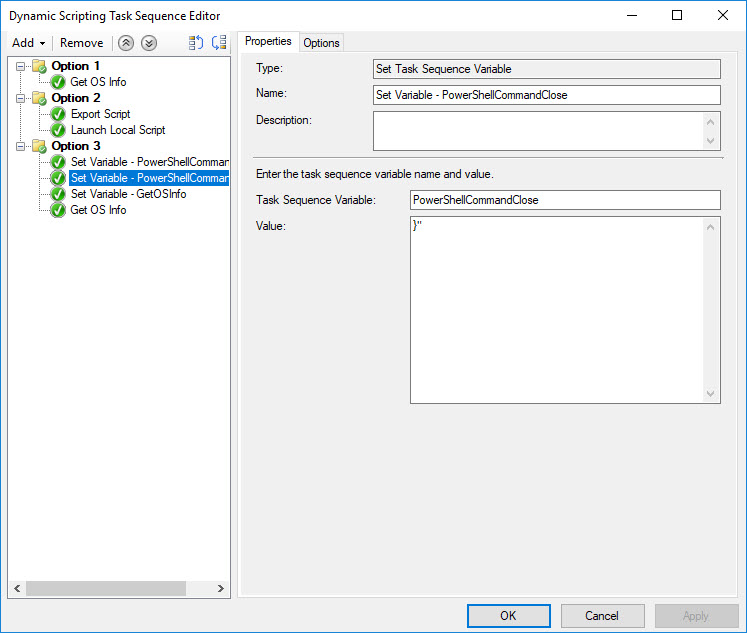 Dynamic Scripting Task Sequence Editor
Add Remove
Option 1
Get OS Info
Option 2
Export Script
Launch Local Script
Option 3
Set Variable - PowerShellComman
Set Variable - PowerShellComman
Set Variable - GetOSInfo
Get OS Info
Properties Options
Type: Set Task Sequence Variable
Name: Set Variable - PowerShellCommandClose
Description:
Enter the task sequence variable name and value.
Task Sequence Variable: PowerShellCommandClose
Value: }"
OK Cancel Apply